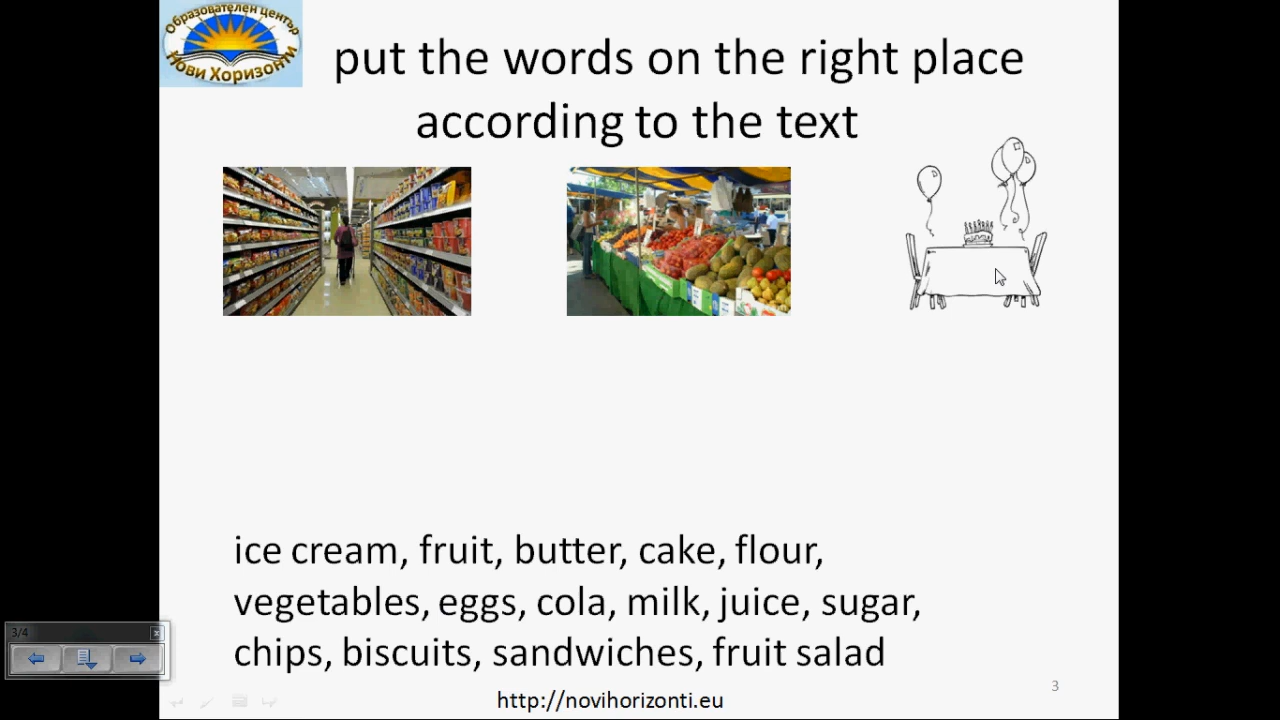 Образователен център
Нови Хоризонти
put the words on the right place
according to the text
ice cream, fruit, butter, cake, flour,
vegetables, eggs, cola, milk, juice, sugar,
chips, biscuits, sandwiches, fruit salad
3/4
http://novihorizonti.eu
3